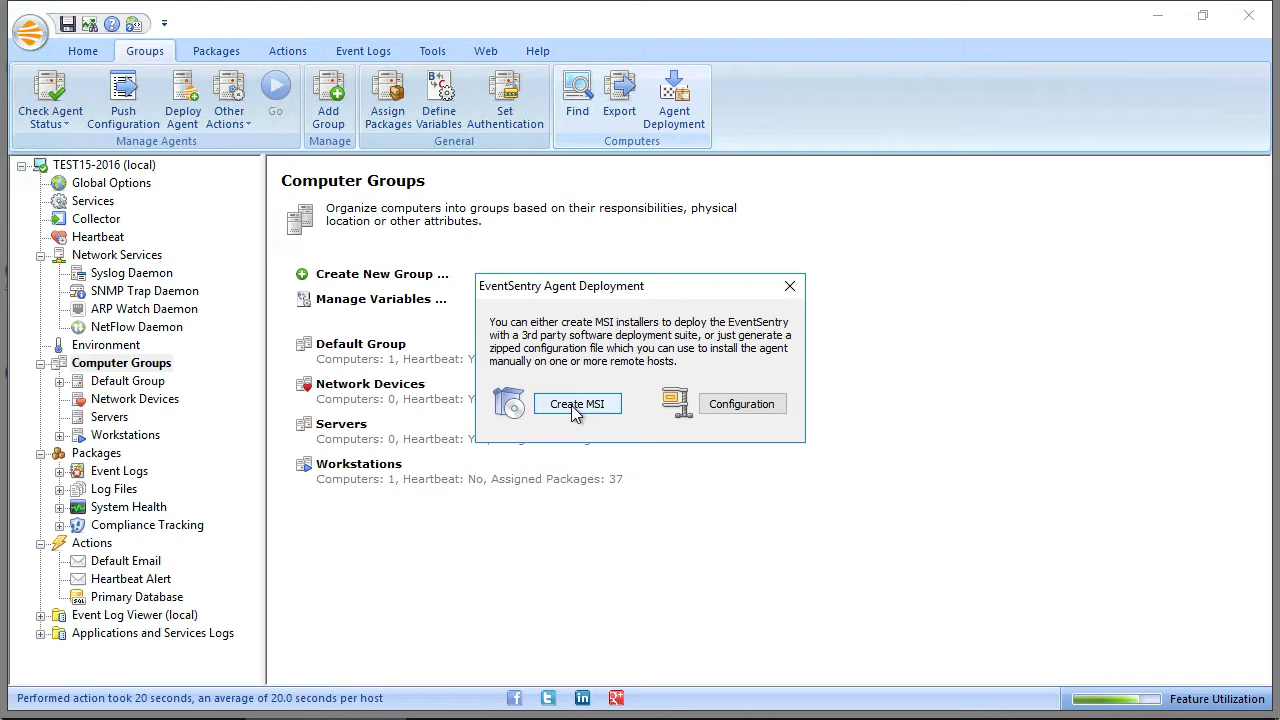 Home Groups Packages Actions Event Logs Tools Web Help
Check Agent Status
Push Configuration
Deploy Agent
Other Actions
Go
Manage Agents
Add Group
Manage
Assign Packages
Define Variables
Set Authentication
General
Find
Export
Agent Deployment
Computers
TEST15-2016 (local)
Global Options
Services
Collector
Heartbeat
Network Services
Syslog Daemon
SNMP Trap Daemon
ARP Watch Daemon
NetFlow Daemon
Environment
Computer Groups
Default Group
Network Devices
Servers
Workstations
Packages
Event Logs
Log Files
System Health
Compliance Tracking
Actions
Default Email
Heartbeat Alert
Primary Database
Event Log Viewer (local)
Applications and Services Logs
Computer Groups
Organize computers into groups based on their responsibilities, physical
location or other attributes.
Create New Group ...
Manage Variables ...
Default Group
Computers: 1, Heartbeat:
Network Devices
Computers: 0, Heartbeat:
Servers
Computers: 0, Heartbeat:
Workstations
Computers: 1, Heartbeat: No, Assigned Packages: 37
EventSentry Agent Deployment
You can either create MSI installers to deploy the EventSentry
with a 3rd party software deployment suite, or just generate a
zipped configuration file which you can use to install the agent
manually on one or more remote hosts.
Create MSI
Configuration
Performed action took 20 seconds, an average of 20.0 seconds per host
Feature Utilization